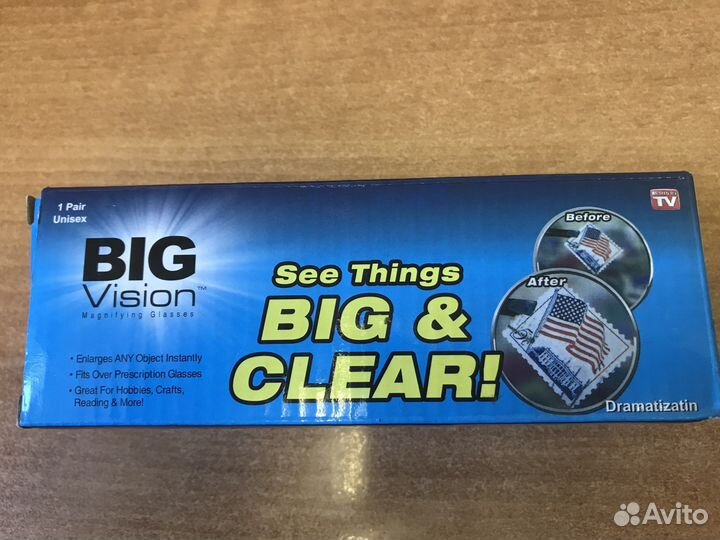 1 Pair
Unisex
BIG
Vision™
Magnifying Glasses
• Enlarges ANY Object Instantly
• Fits Over Prescription Glasses
• Great For Hobbies, Crafts,
Reading & More!
See Things
BIG &
CLEAR!
TV
Before
After
Dramatizatin
Avito